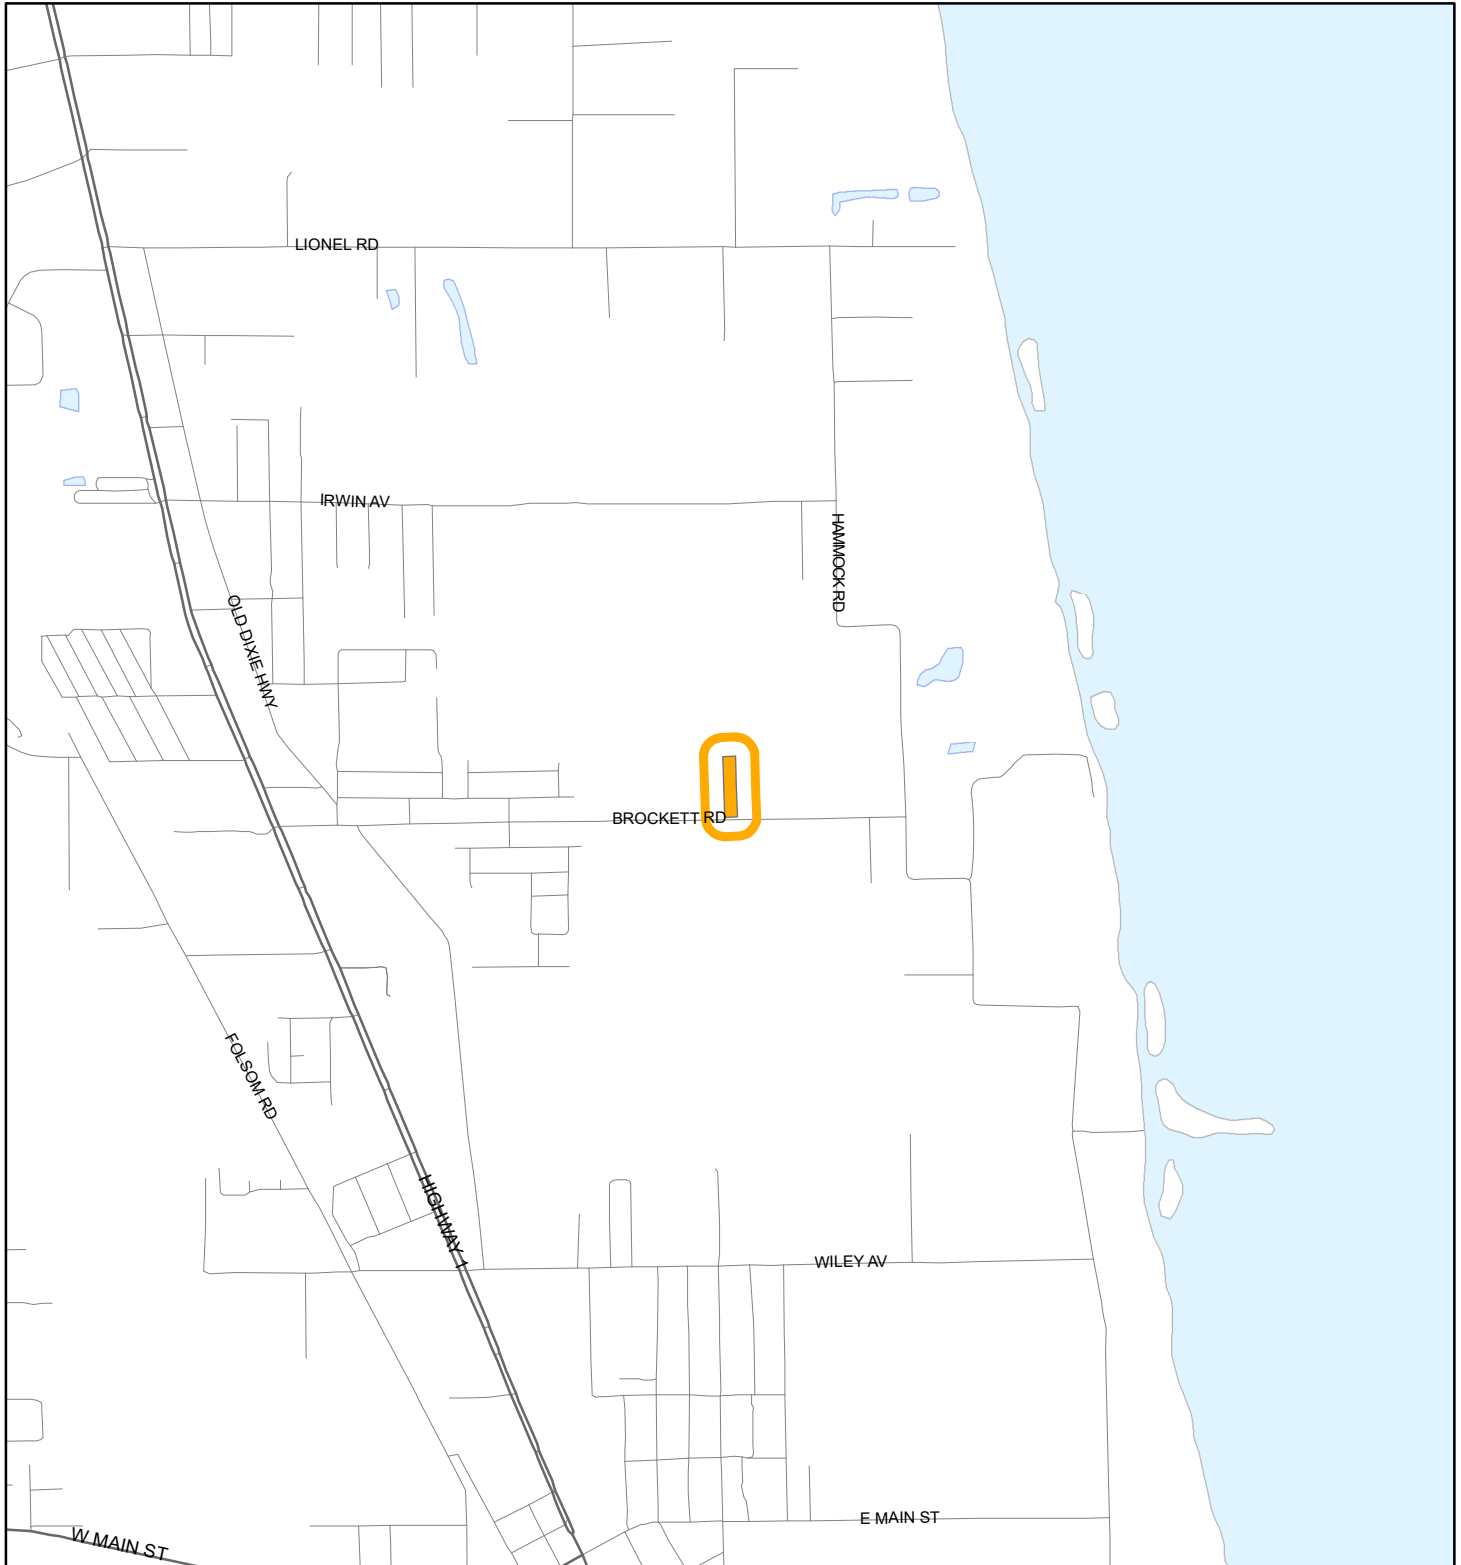 LIONEL RD
IRWIN AV
HAMMOCK RD
OLD DIXIE HWY
BROCKETT RD
FOLSOM RD
HIGHWAY 1
WILEY AV
E MAIN ST
W MAIN ST